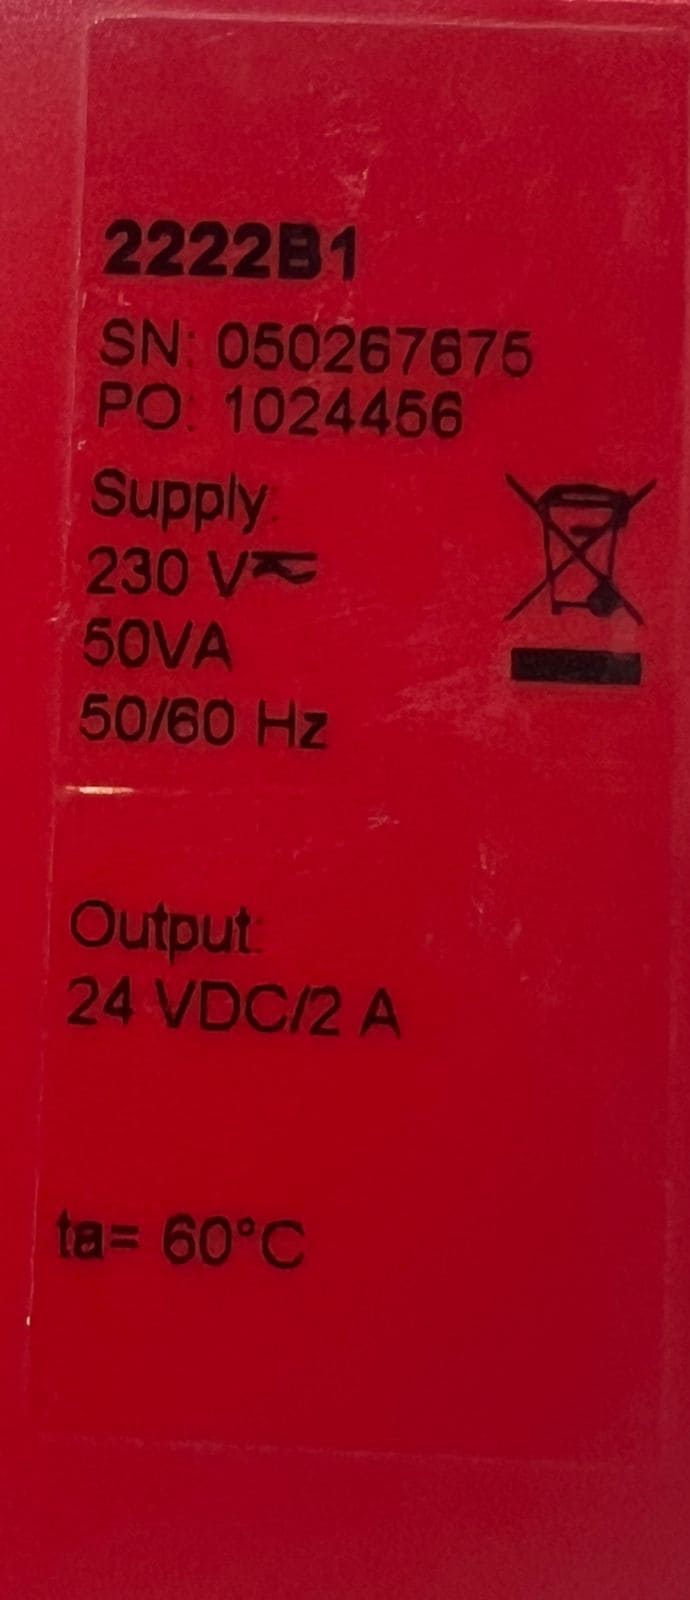 2222B1
SN: 050267675
PO: 1024456
Supply:
230 V
50VA
50/60 Hz
Output:
24 VDC/2 A
ta= 60°C